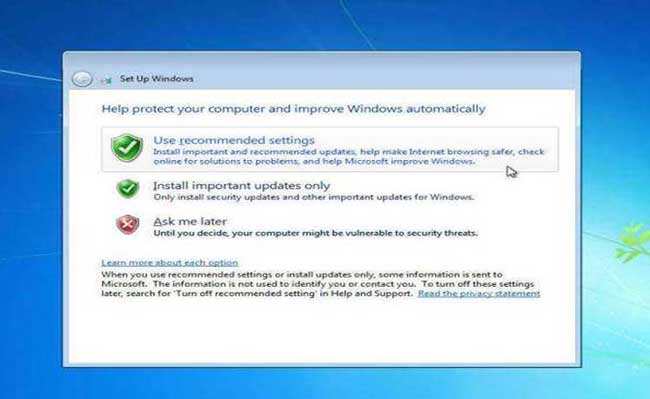 Set Up Windows
Help protect your computer and improve Windows automatically
Use recommended settings
Install important and recommended updates, help make Internet browsing safer, check
online for solutions to problems, and help Microsoft improve Windows.
Install important updates only
Only install security updates and other important updates for Windows.
Ask me later
Until you decide, your computer might be vulnerable to security threats.
Learn more about each option
When you use recommended settings or install updates only, some information is sent to
Microsoft. The information is not used to identify you or contact you. To turn off these settings
later, search for 'Turn off recommended setting' in Help and Support. Read the privacy statement